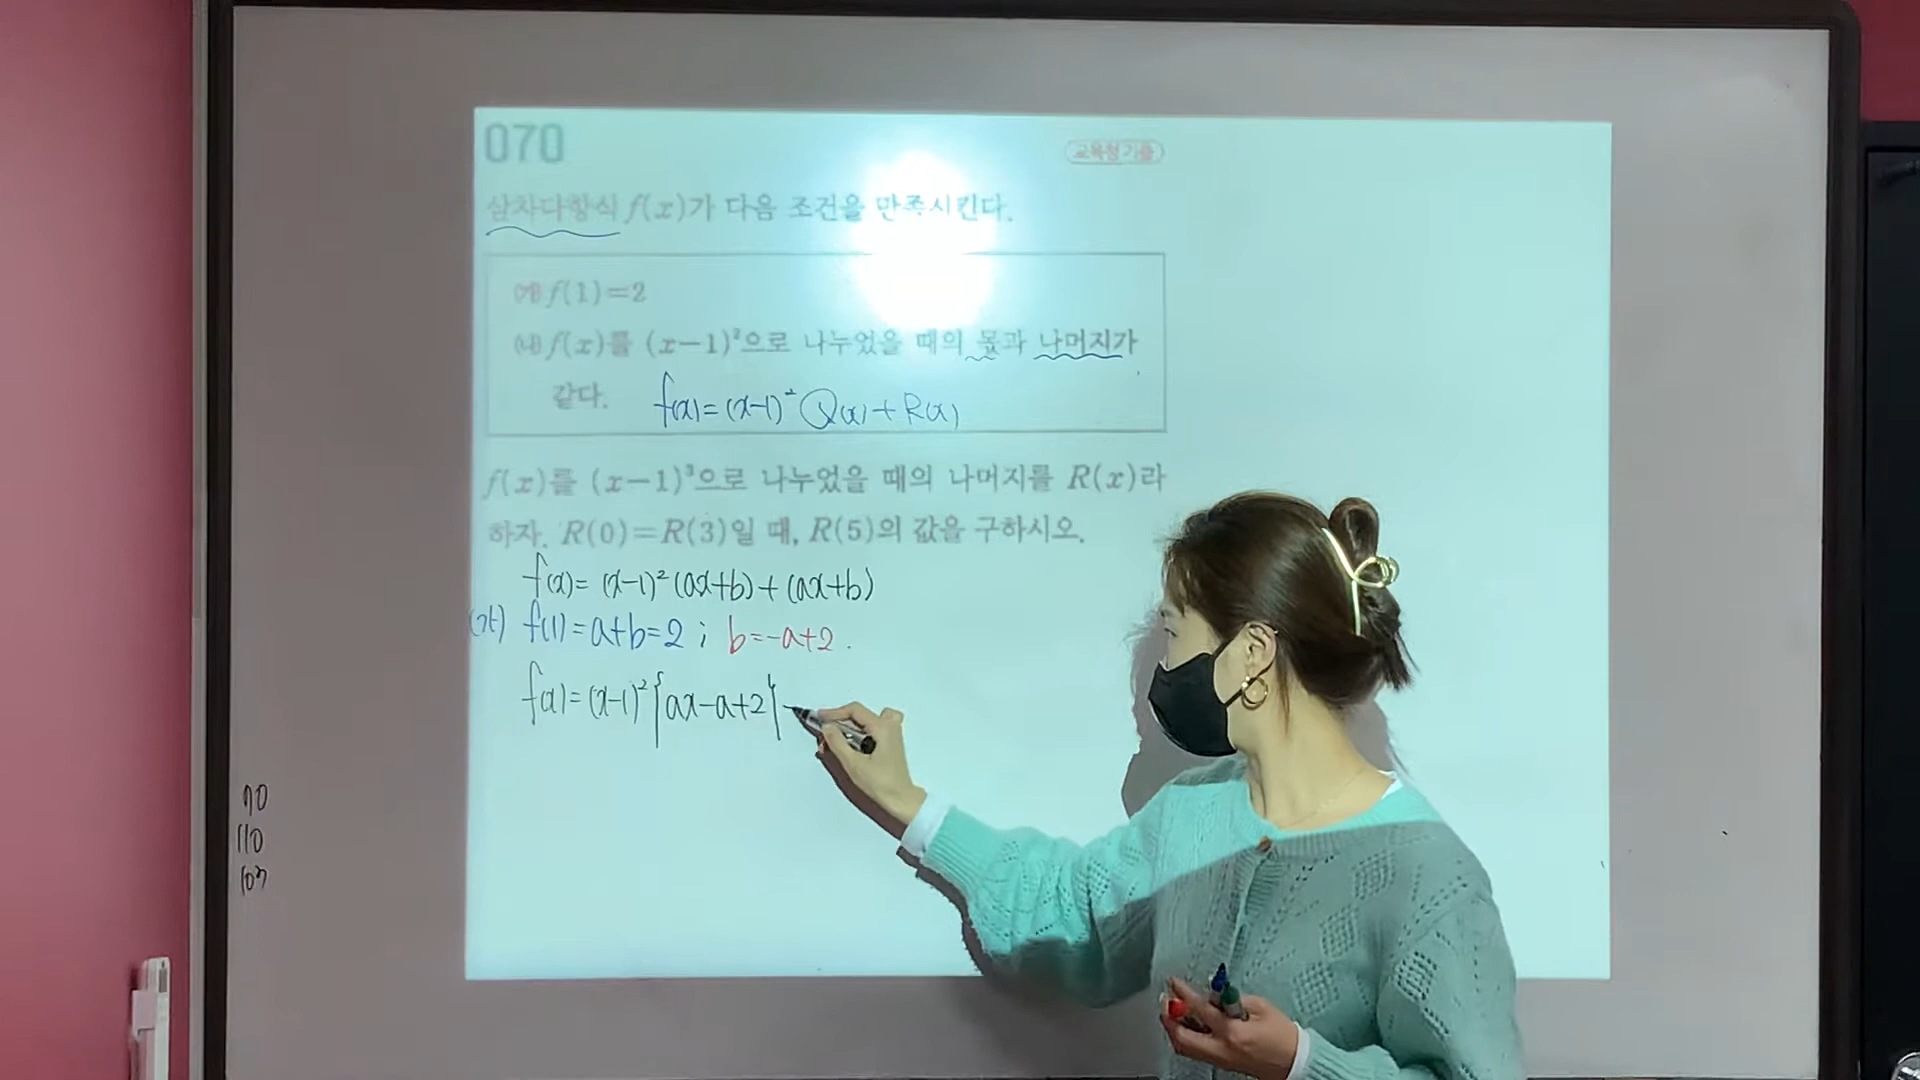 070
교육청 기출
삼차다항식 f(x)가 다음 조건을 만족시킨다.
㈎ f(1)=2
㈏ f(x)를 (x-1)²으로 나누었을 때의 몫과 나머지가
같다.
f(x)=(x-1)² Q(x)+R(x)
f(x)를 (x-1)³으로 나누었을 때의 나머지를 R(x)라
하자. R(0)=R(3)일 때, R(5)의 값을 구하시오.
f(x)=(x-1)²(ax+b)+(ax+b)
(가) f(1)=a+b=2 ; b=-a+2.
f(x)=(x-1)²{ax-a+2}
70
110